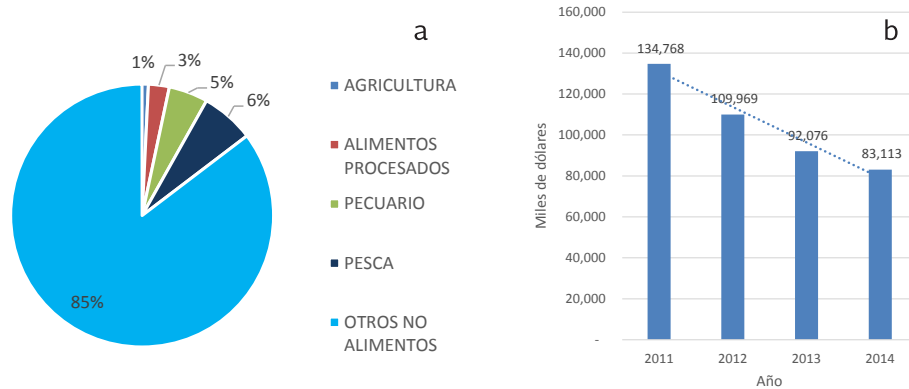 a
1%
3%
5%
6%
85%
AGRICULTURA
ALIMENTOS
PROCESADOS
PECUARIO
PESCA
OTROS NO
ALIMENTOS
b
160,000
140,000
120,000
100,000
80,000
60,000
40,000
20,000
-
Miles de dólares
134,768
109,969
92,076
83,113
2011 2012 2013 2014
Año